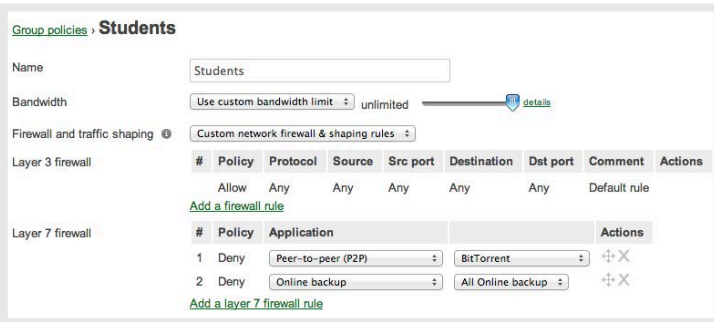 Group policies › Students
Name Students
Bandwidth Use custom bandwidth limit unlimited details
Firewall and traffic shaping i Custom network firewall & shaping rules
Layer 3 firewall # Policy Protocol Source Src port Destination Dst port Comment Actions
Allow Any Any Any Any Any Default rule
Add a firewall rule
Layer 7 firewall # Policy Application Actions
1 Deny Peer-to-peer (P2P) BitTorrent X
2 Deny Online backup All Online backup X
Add a layer 7 firewall rule